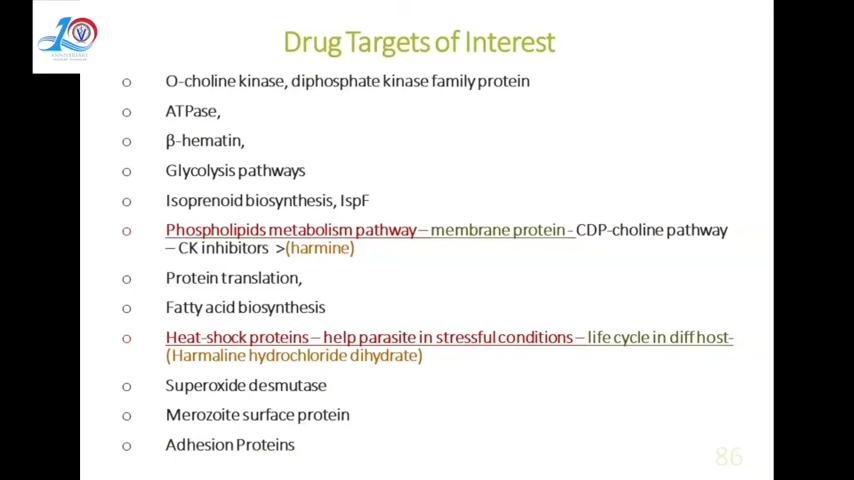 10
ANNIVERSARY
Drug Targets of Interest
o O-choline kinase, diphosphate kinase family protein
o ATPase,
o β-hematin,
o Glycolysis pathways
o Isoprenoid biosynthesis, IspF
o Phospholipids metabolism pathway – membrane protein - CDP-choline pathway
– CK inhibitors >(harmine)
o Protein translation,
o Fatty acid biosynthesis
o Heat-shock proteins – help parasite in stressful conditions – life cycle in diff host-
(Harmaline hydrochloride dihydrate)
o Superoxide desmutase
o Merozoite surface protein
o Adhesion Proteins
86